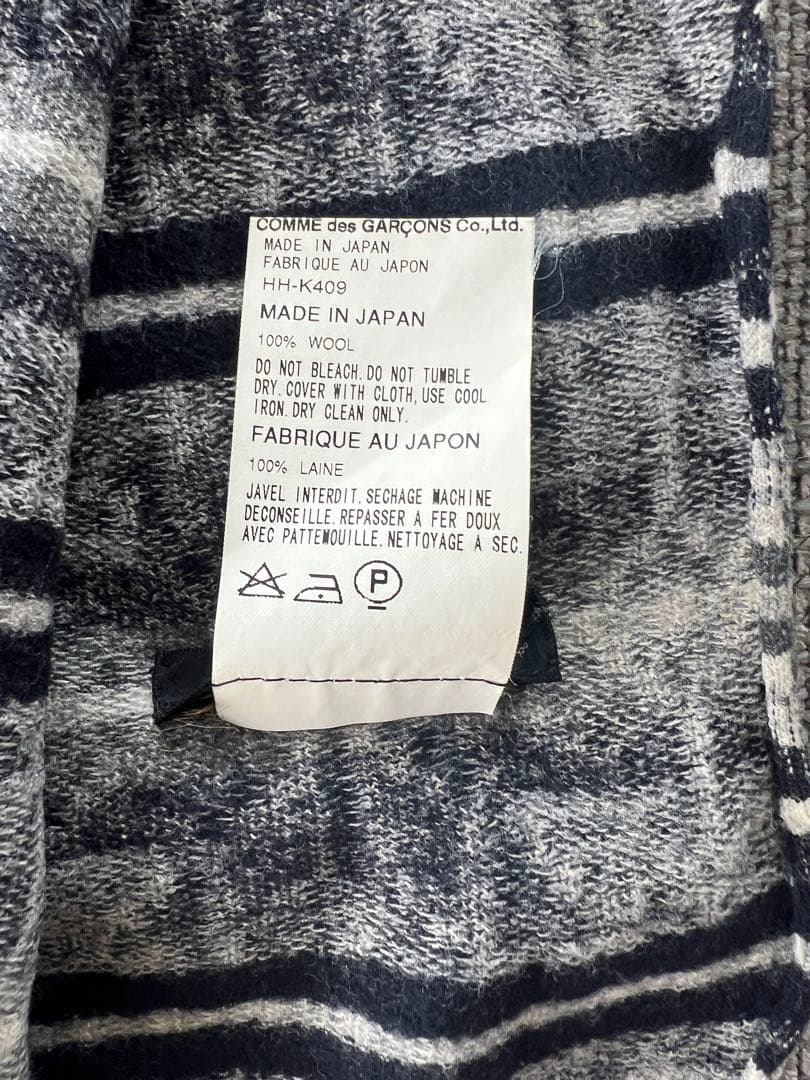 COMME des GARÇONS Co.,Ltd.
MADE IN JAPAN
FABRIQUE AU JAPON
HH-K409
MADE IN JAPAN
100% WOOL
DO NOT BLEACH. DO NOT TUMBLE
DRY. COVER WITH CLOTH, USE COOL
IRON. DRY CLEAN ONLY.
FABRIQUE AU JAPON
100% LAINE
JAVEL INTERDIT. SECHAGE MACHINE
DECONSEILLE. REPASSER A FER DOUX
AVEC PATTEMOUILLE. NETTOYAGE A SEC.
P